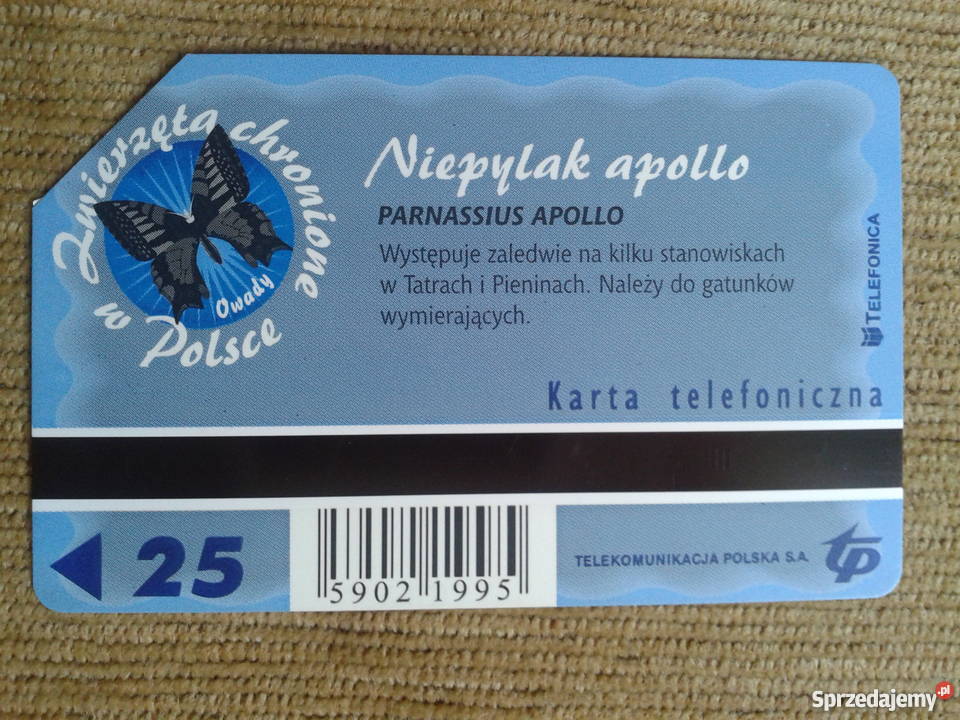 Zwierzęta chronione
w Polsce
Owady
Niepylak apollo
PARNASSIUS APOLLO
Występuje zaledwie na kilku stanowiskach
w Tatrach i Pieninach. Należy do gatunków
wymierających.
TELEFONICA
Karta telefoniczna
25
5902 1995
TELEKOMUNIKACJA POLSKA S.A.
tp
Sprzedajemy.pl